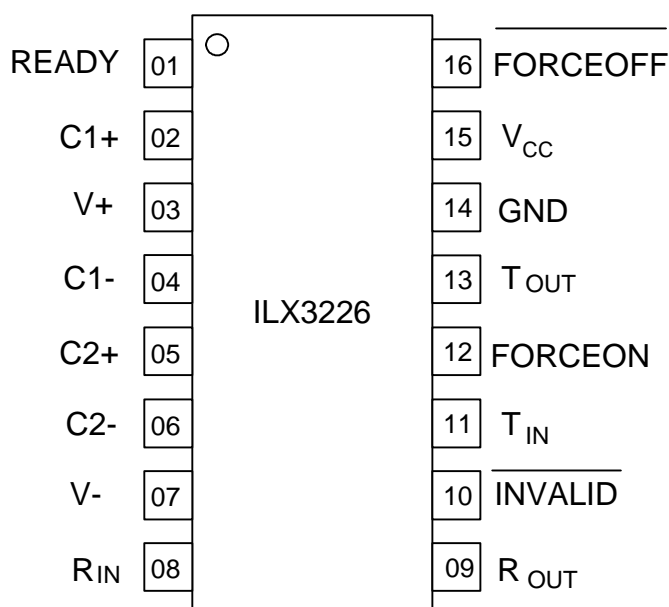 READY 01 16 FORCEOFF
C1+ 02 15 VCC
V+ 03 14 GND
C1- 04 13 TOUT
ILX3226
C2+ 05 12 FORCEON
C2- 06 11 TIN
V- 07 10 INVALID
RIN 08 09 ROUT